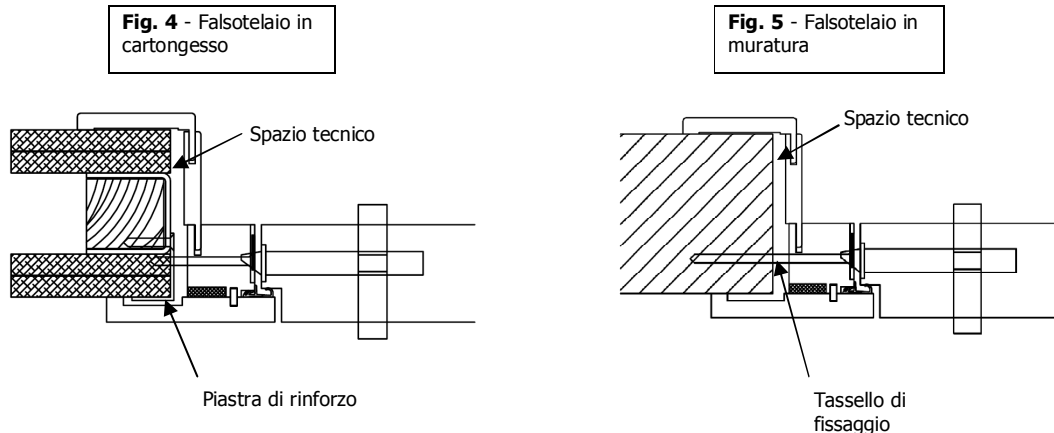 Fig. 4 - Falsotelaio in
cartongesso
Fig. 5 - Falsotelaio in
muratura
Spazio tecnico
Spazio tecnico
Piastra di rinforzo
Tassello di
fissaggio